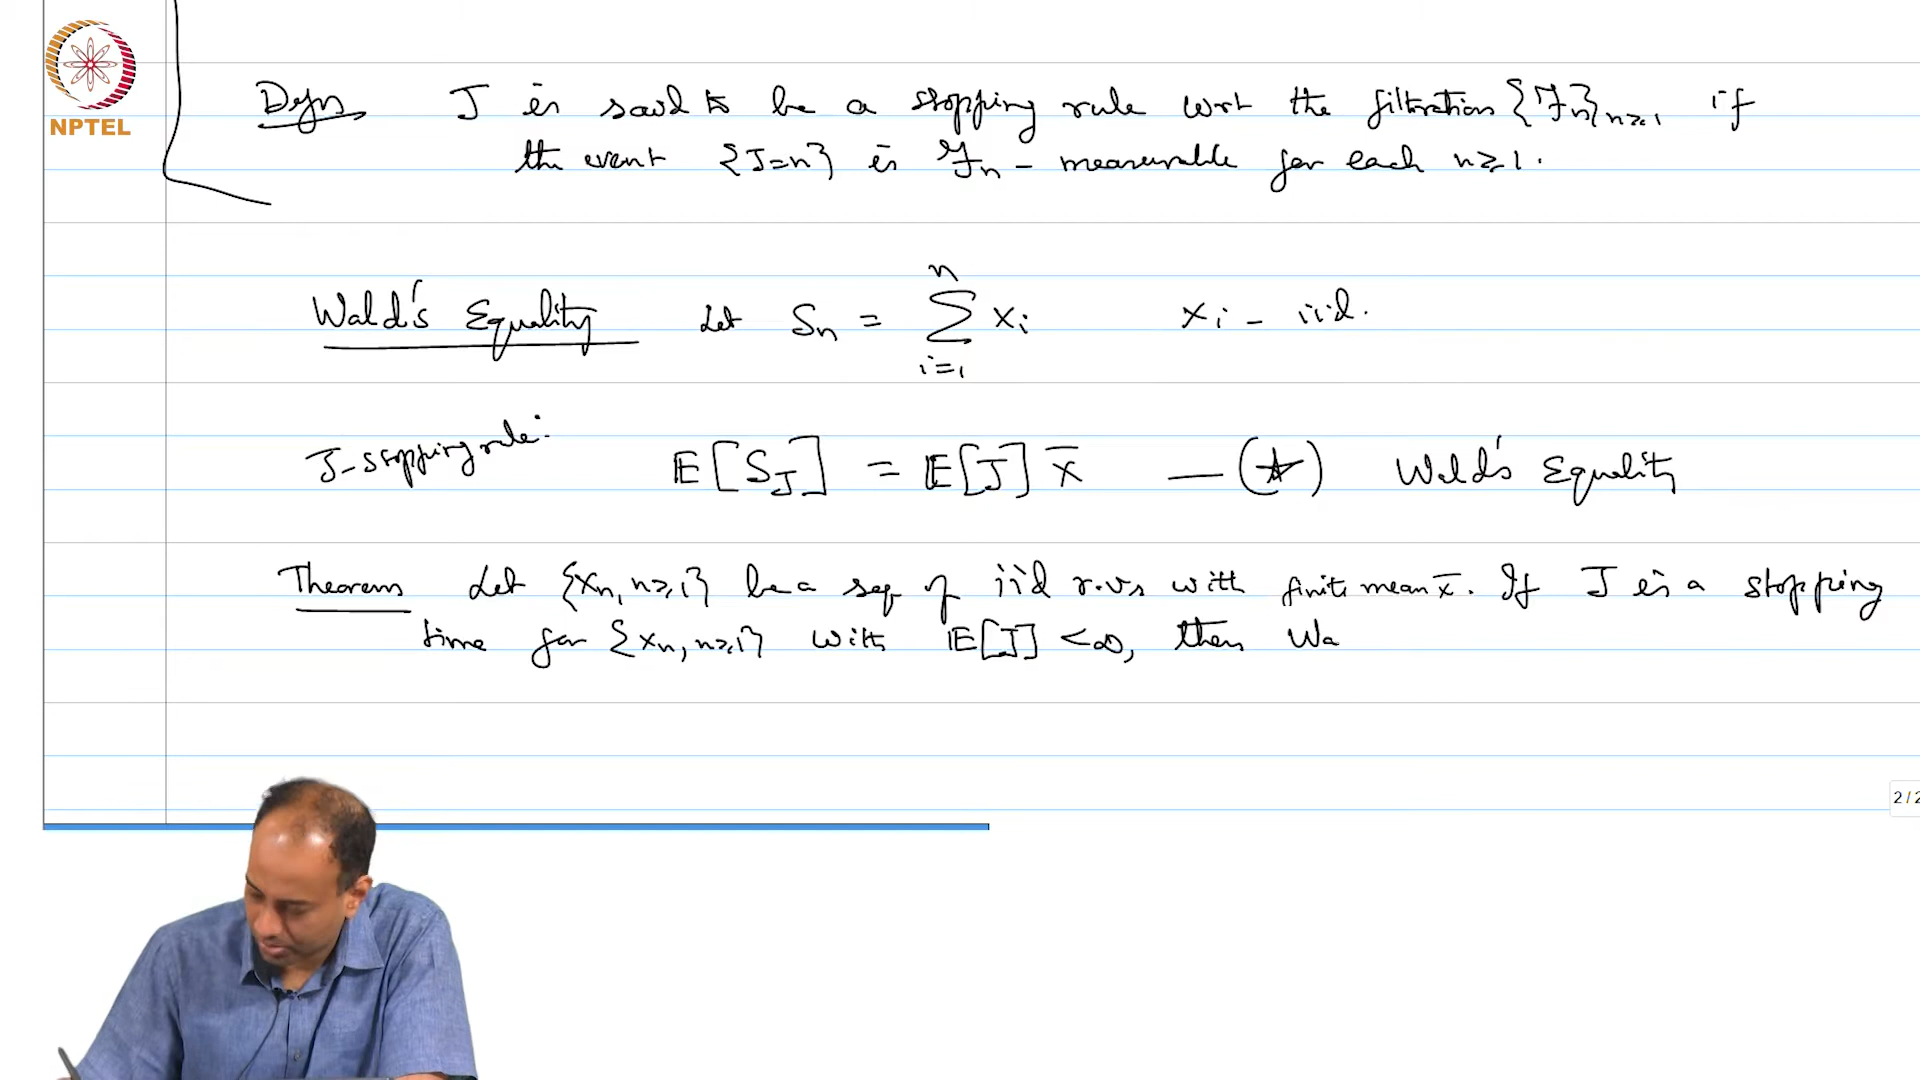 NPTEL
Defn J is said to be a stopping rule wrt the filtration {ℱn}n≥1 if
the event {J=n} is ℱn - measurable for each n≥1.
Wald's Equality Let Sn = n∑i=1 Xi Xi - iid.
J-stopping rule: 𝔼[SJ] = 𝔼[J] X̄ — (★) Wald's Equality
Theorem Let {Xn, n≥1} be a seq of iid r.vs with finite mean X̄. If J is a stopping
time for {Xn, n≥1} with 𝔼[J] <∞, then Wa
2 / 2